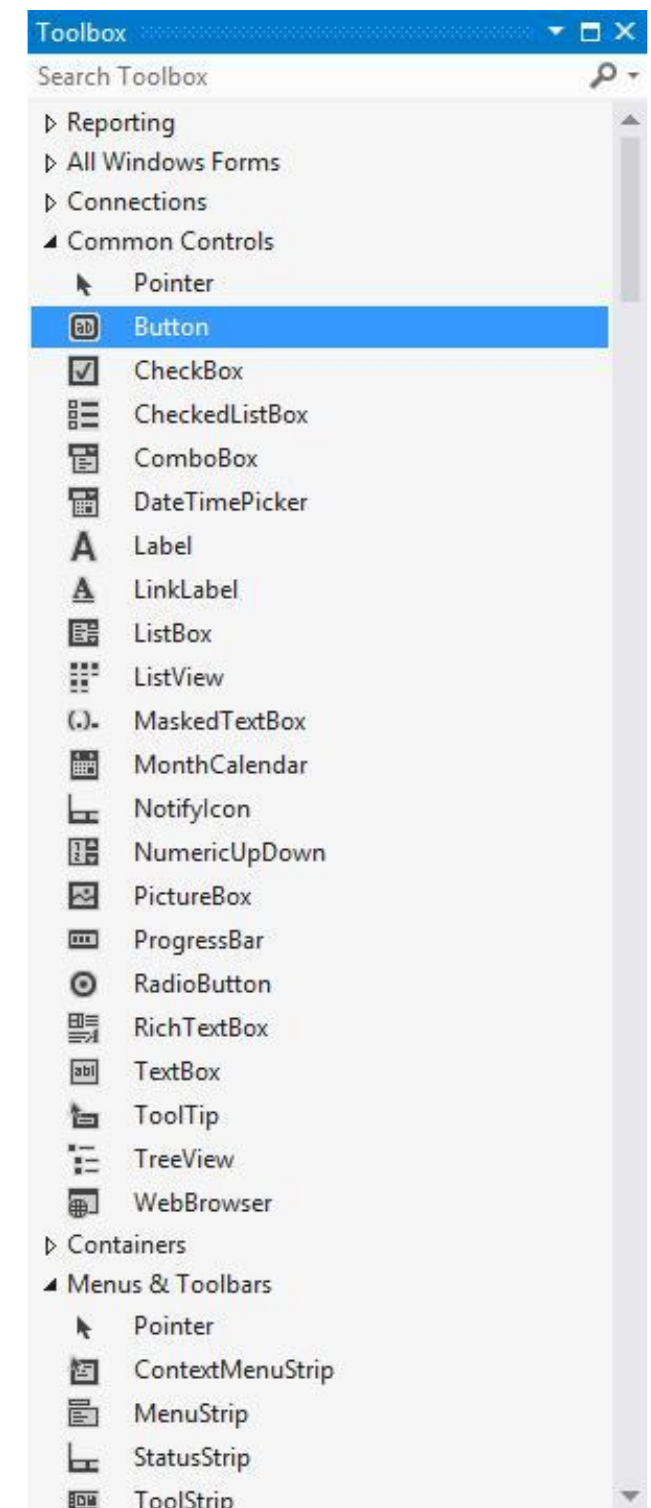 Toolbox
Search Toolbox
Reporting
All Windows Forms
Connections
Common Controls
Pointer
Button
CheckBox
CheckedListBox
ComboBox
DateTimePicker
Label
LinkLabel
ListBox
ListView
MaskedTextBox
MonthCalendar
NotifyIcon
NumericUpDown
PictureBox
ProgressBar
RadioButton
RichTextBox
TextBox
ToolTip
TreeView
WebBrowser
Containers
Menus & Toolbars
Pointer
ContextMenuStrip
MenuStrip
StatusStrip
ToolStrip